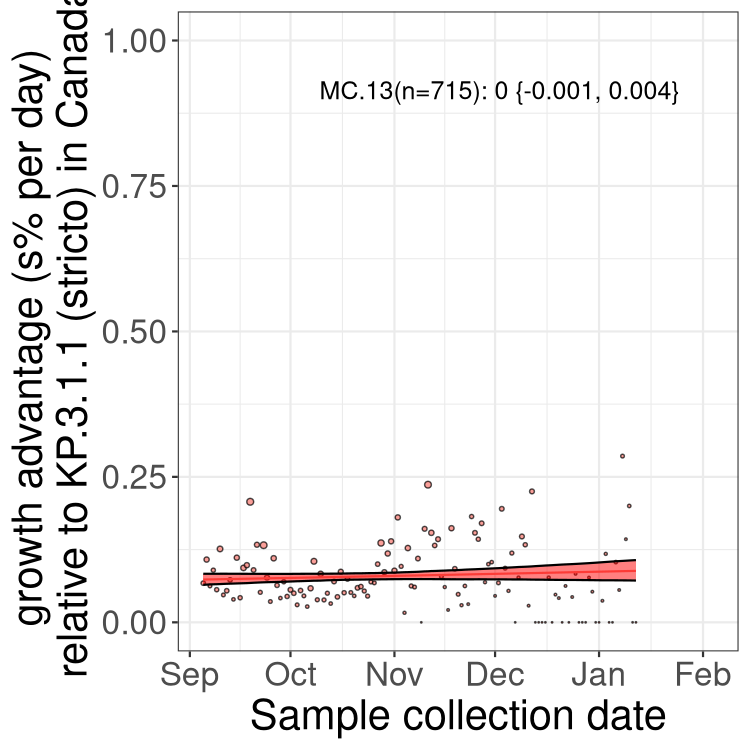 growth advantage (s% per day)
relative to KP.3.1.1 (stricto) in Canada
1.00
0.75
0.50
0.25
0.00
MC.13(n=715): 0 {-0.001, 0.004}
Sep Oct Nov Dec Jan Feb
Sample collection date